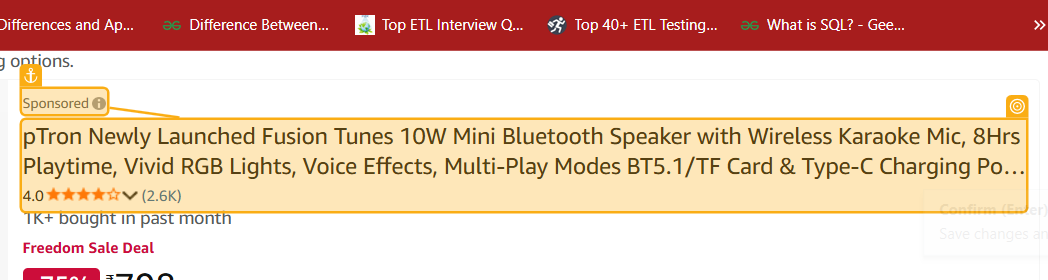 Differences and Ap... Difference Between... Top ETL Interview Q... Top 40+ ETL Testing... What is SQL? - Gee... »
g options.
Sponsored
pTron Newly Launched Fusion Tunes 10W Mini Bluetooth Speaker with Wireless Karaoke Mic, 8Hrs
Playtime, Vivid RGB Lights, Voice Effects, Multi-Play Modes BT5.1/TF Card & Type-C Charging Po...
4.0 (2.6K)
1K+ bought in past month
Confirm (Enter)
Save changes an
Freedom Sale Deal